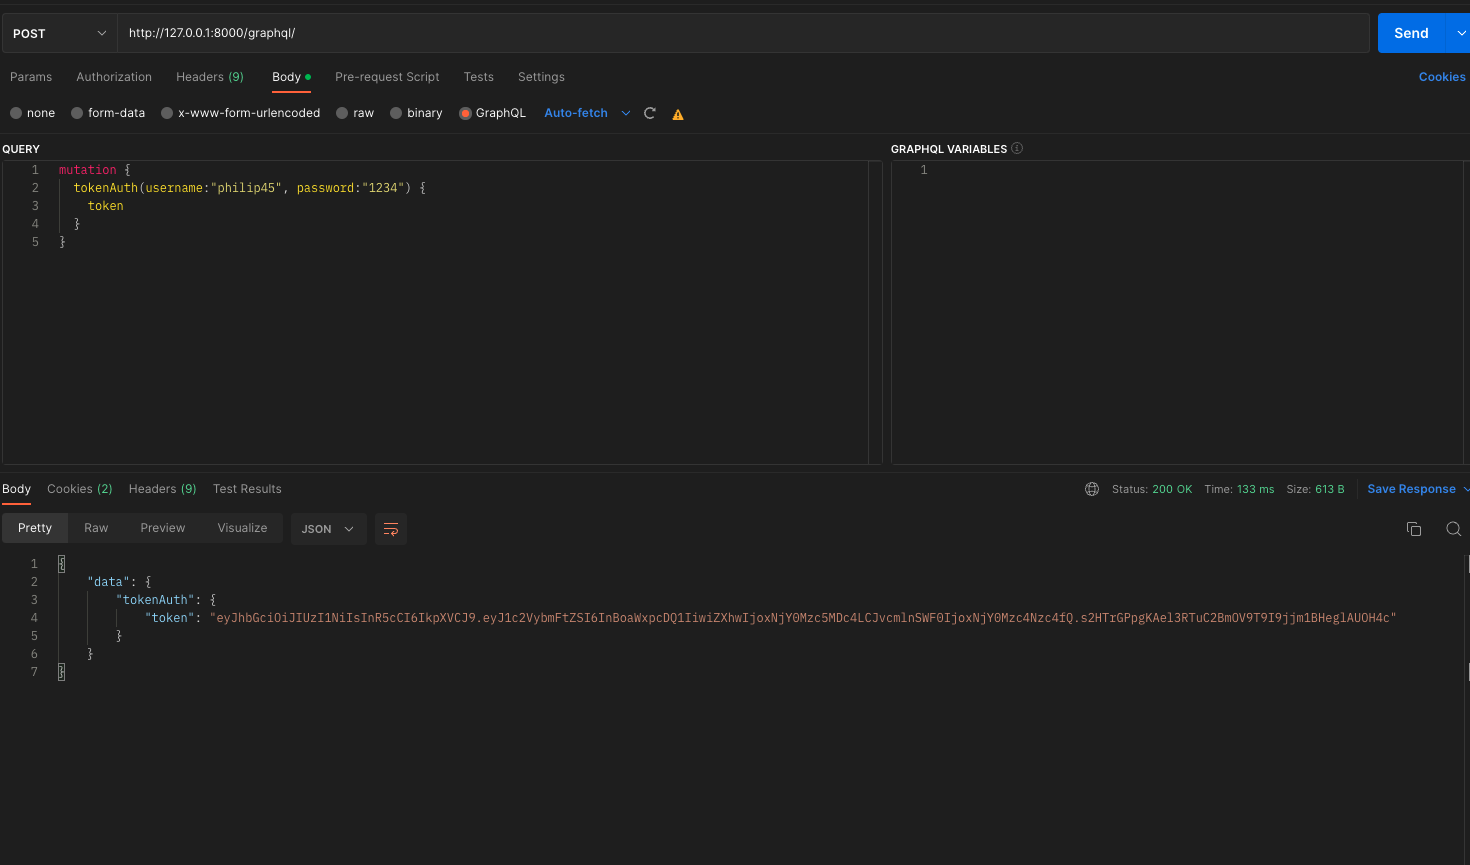 POST http://127.0.0.1:8000/graphql/ Send
Params Authorization Headers (9) Body Pre-request Script Tests Settings Cookies
none form-data x-www-form-urlencoded raw binary GraphQL Auto-fetch
QUERY
1 mutation {
2 tokenAuth(username:"philip45", password:"1234") {
3 token
4 }
5 }
GRAPHQL VARIABLES
1
Body Cookies (2) Headers (9) Test Results Status: 200 OK Time: 133 ms Size: 613 B Save Response
Pretty Raw Preview Visualize JSON
1 {
2 "data": {
3 "tokenAuth": {
4 "token": "eyJhbGciOiJIUzI1NiIsInR5cCI6IkpXVCJ9.eyJ1c2VybmFtZSI6InBoaWxpcDQ1IiwiZXhwIjoxNjY0Mzc5MDc4LCJvcmlnSWF0IjoxNjY0Mzc4Nzc4fQ.s2HTrGPpgKAel3RTuC2BmOV9T9I9jjm1BHeglAUOH4c"
5 }
6 }
7 }